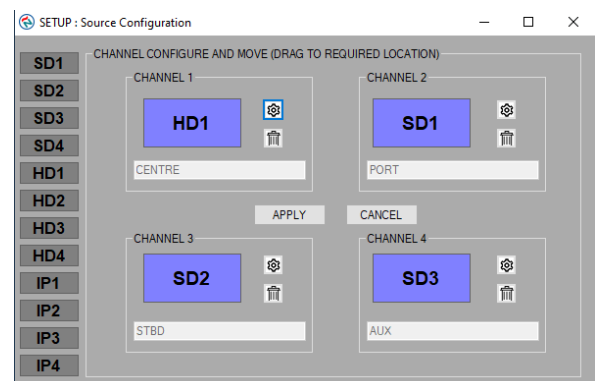 SETUP : Source Configuration
SD1
SD2
SD3
SD4
HD1
HD2
HD3
HD4
IP1
IP2
IP3
IP4
CHANNEL CONFIGURE AND MOVE (DRAG TO REQUIRED LOCATION)
CHANNEL 1
HD1
CENTRE
CHANNEL 2
SD1
PORT
APPLY
CANCEL
CHANNEL 3
SD2
STBD
CHANNEL 4
SD3
AUX